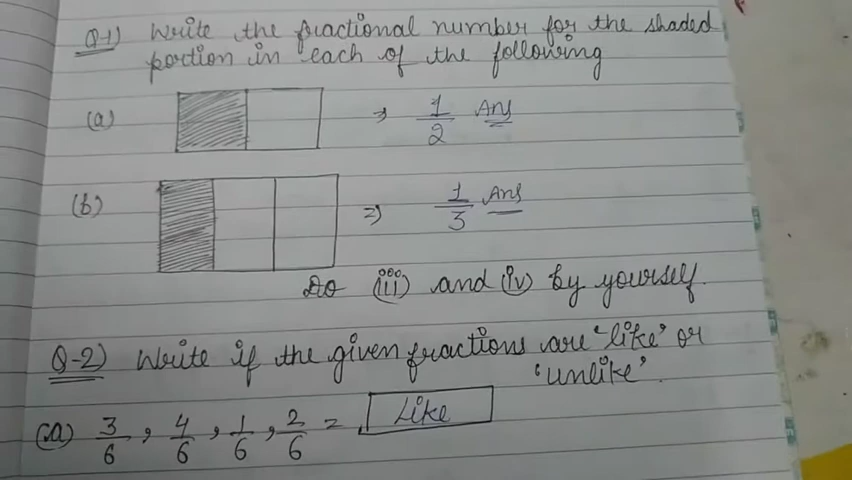 Q-1) Write the fractional number for the shaded
portion in each of the following
(a) ⇒ 1/2 Ans
(b) ⇒ 1/3 Ans
Do (iii) and (iv) by yourself.
Q-2) Write if the given fractions are 'like' or
'unlike'.
(a) 3/6, 4/6, 1/6, 2/6 = Like